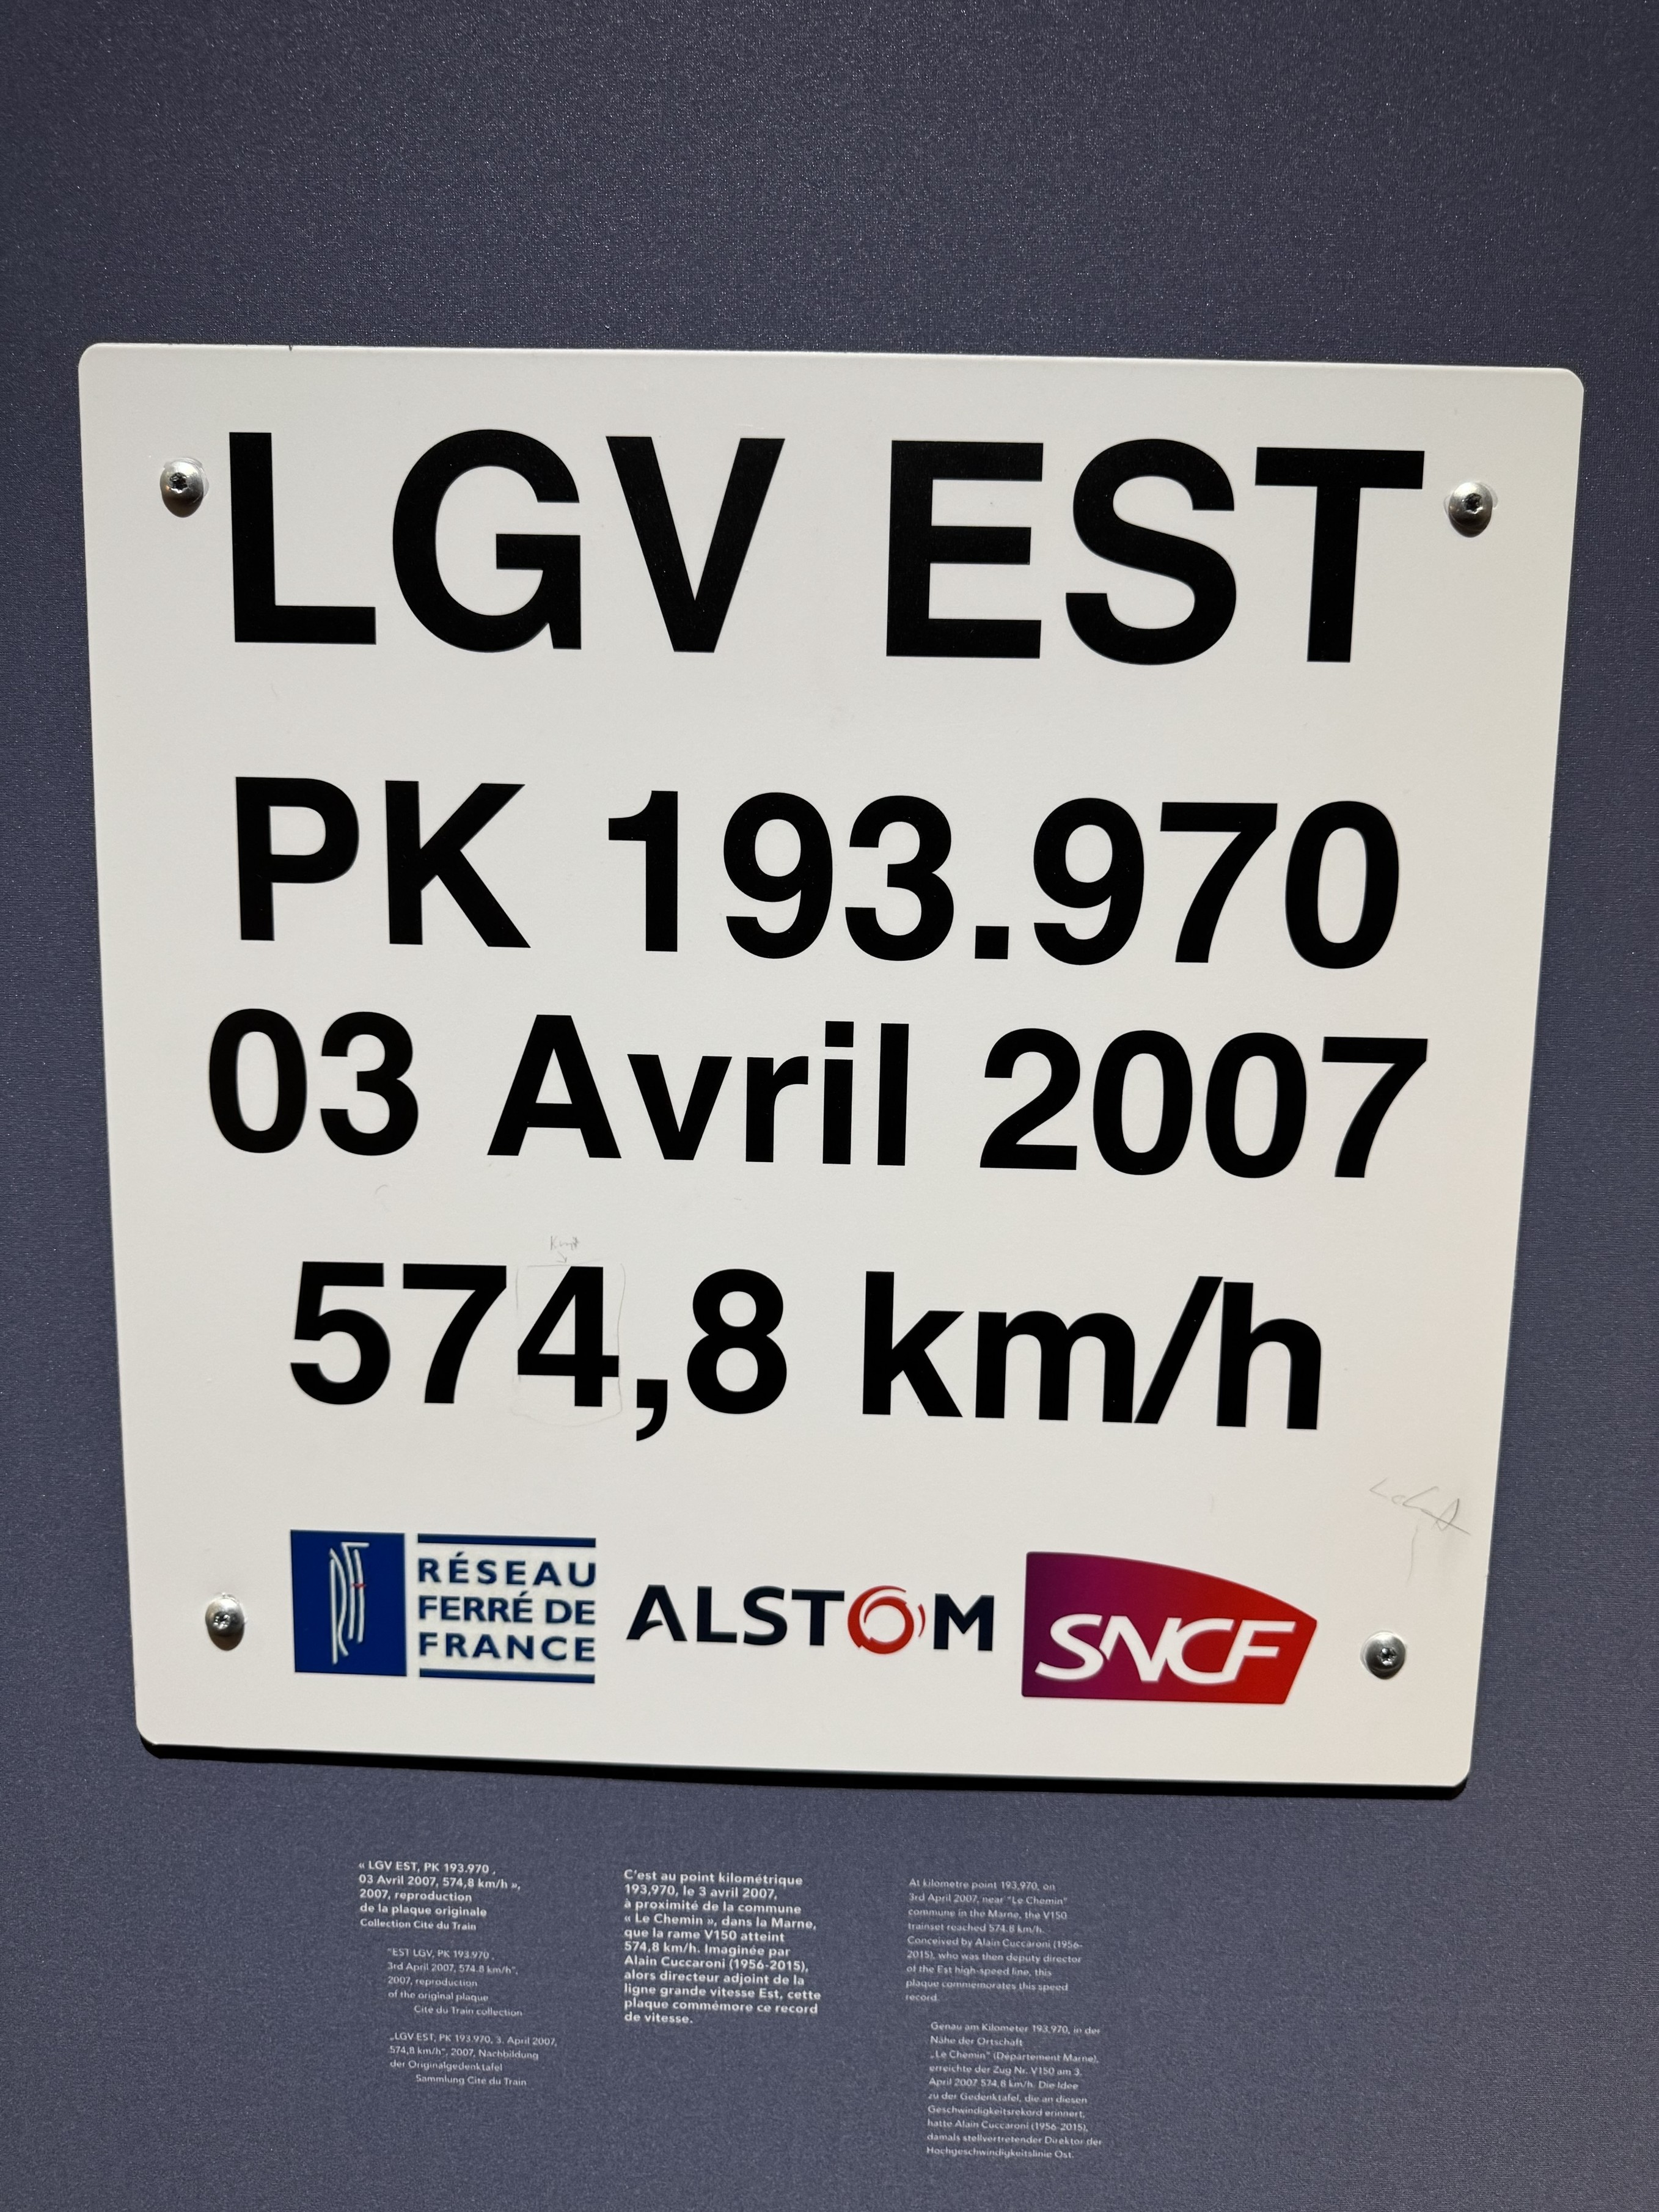 LGV EST
PK 193.970
03 Avril 2007
574,8 km/h
RÉSEAU
FERRÉ DE
FRANCE
ALSTOM
SNCF
« LGV EST, PK 193.970 ,
03 Avril 2007, 574,8 km/h »,
2007, reproduction
de la plaque originale
Collection Cité du Train
"EST LGV, PK 193.970 ,
3rd April 2007, 574.8 km/h",
2007, reproduction
of the original plaque
Cité du Train collection
„LGV EST, PK 193.970, 3. April 2007,
574,8 km/h“, 2007, Nachbildung
der Originalgedenktafel
Sammlung Cité du Train
C'est au point kilométrique
193,970, le 3 avril 2007,
à proximité de la commune
« Le Chemin », dans la Marne,
que la rame V150 atteint
574,8 km/h. Imaginée par
Alain Cuccaroni (1956-2015),
alors directeur adjoint de la
ligne grande vitesse Est, cette
plaque commémore ce record
de vitesse.
At kilometre point 193,970, on
3rd April 2007, near "Le Chemin"
commune in the Marne, the V150
trainset reached 574.8 km/h.
Conceived by Alain Cuccaroni (1956-
2015), who was then deputy director
of the Est high-speed line, this
plaque commemorates this speed
record.
Genau am Kilometer 193,970, in der
Nähe der Ortschaft
„Le Chemin“ (Département Marne),
erreichte der Zug Nr. V150 am 3.
April 2007 574,8 km/h. Die Idee
zu der Gedenktafel, die an diesen
Geschwindigkeitsrekord erinnert,
hatte Alain Cuccaroni (1956-2015),
damals stellvertretender Direktor der
Hochgeschwindigkeitslinie Ost.